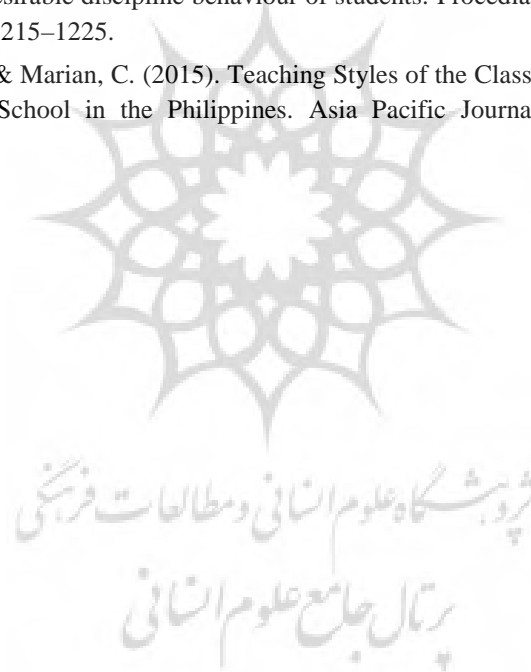 esirable discipline behaviour of students. Procedia
215–1225.
& Marian, C. (2015). Teaching Styles of the Class
School in the Philippines. Asia Pacific Journa
پژوهشگاه علوم انسانی و مطالعات فرهنگی
پرتال جامع علوم انسانی